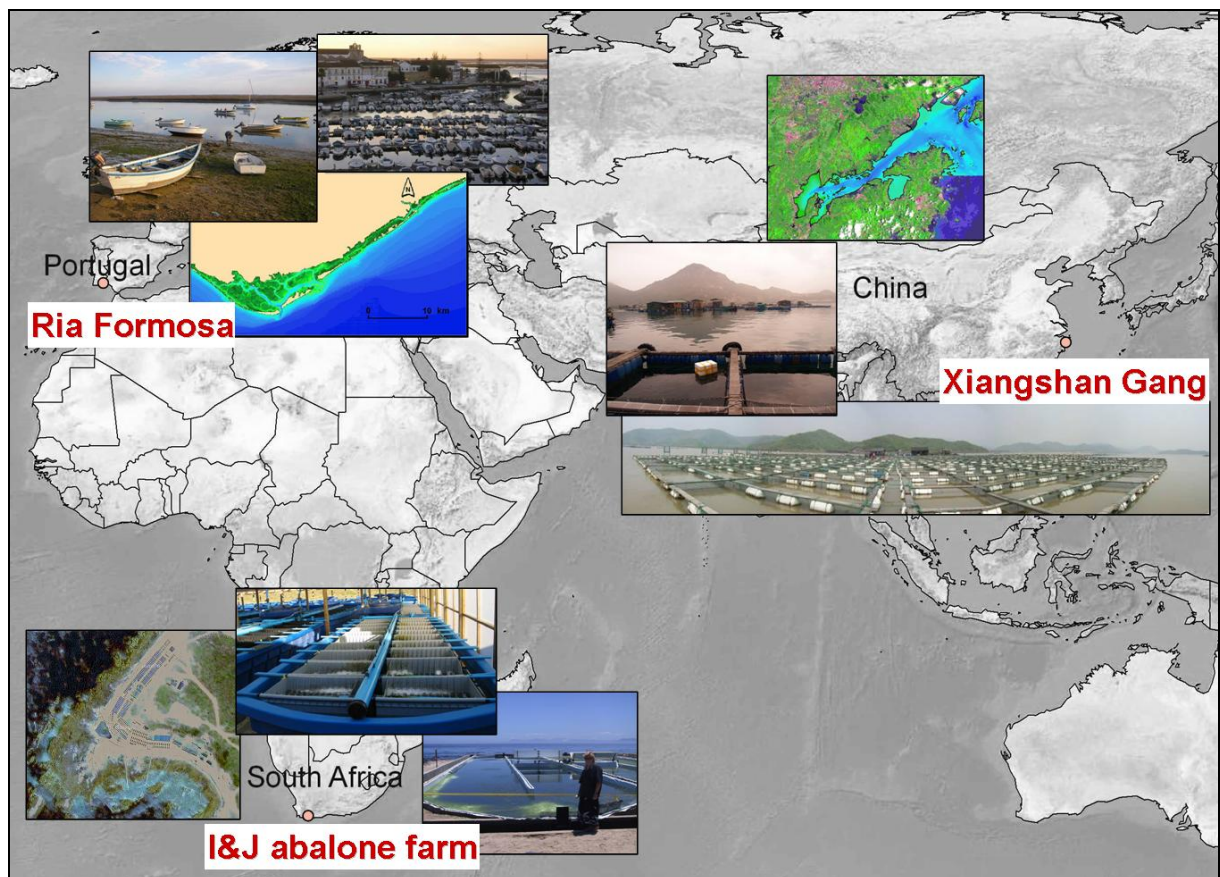 Portugal
Ria Formosa
N
0 10 km
China
Xiangshan Gang
South Africa
I&J abalone farm